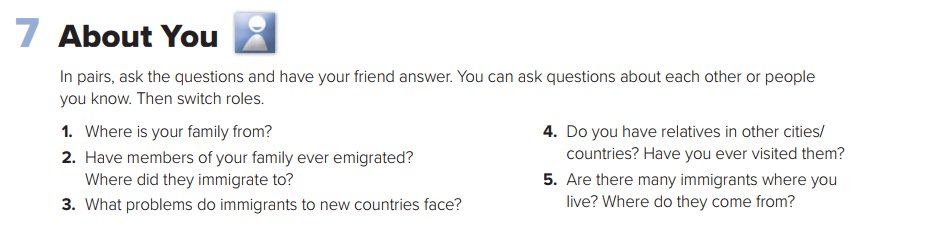 7 About You
In pairs, ask the questions and have your friend answer. You can ask questions about each other or people
you know. Then switch roles.
1. Where is your family from?
2. Have members of your family ever emigrated?
Where did they immigrate to?
3. What problems do immigrants to new countries face?
4. Do you have relatives in other cities/
countries? Have you ever visited them?
5. Are there many immigrants where you
live? Where do they come from?